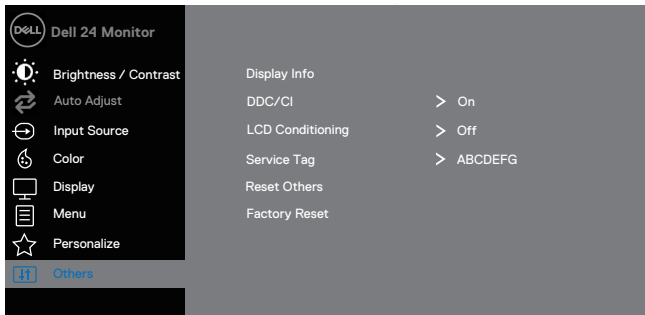 DELL Dell 24 Monitor
Brightness / Contrast
Auto Adjust
Input Source
Color
Display
Menu
Personalize
Others
Display Info
DDC/CI > On
LCD Conditioning > Off
Service Tag > ABCDEFG
Reset Others
Factory Reset